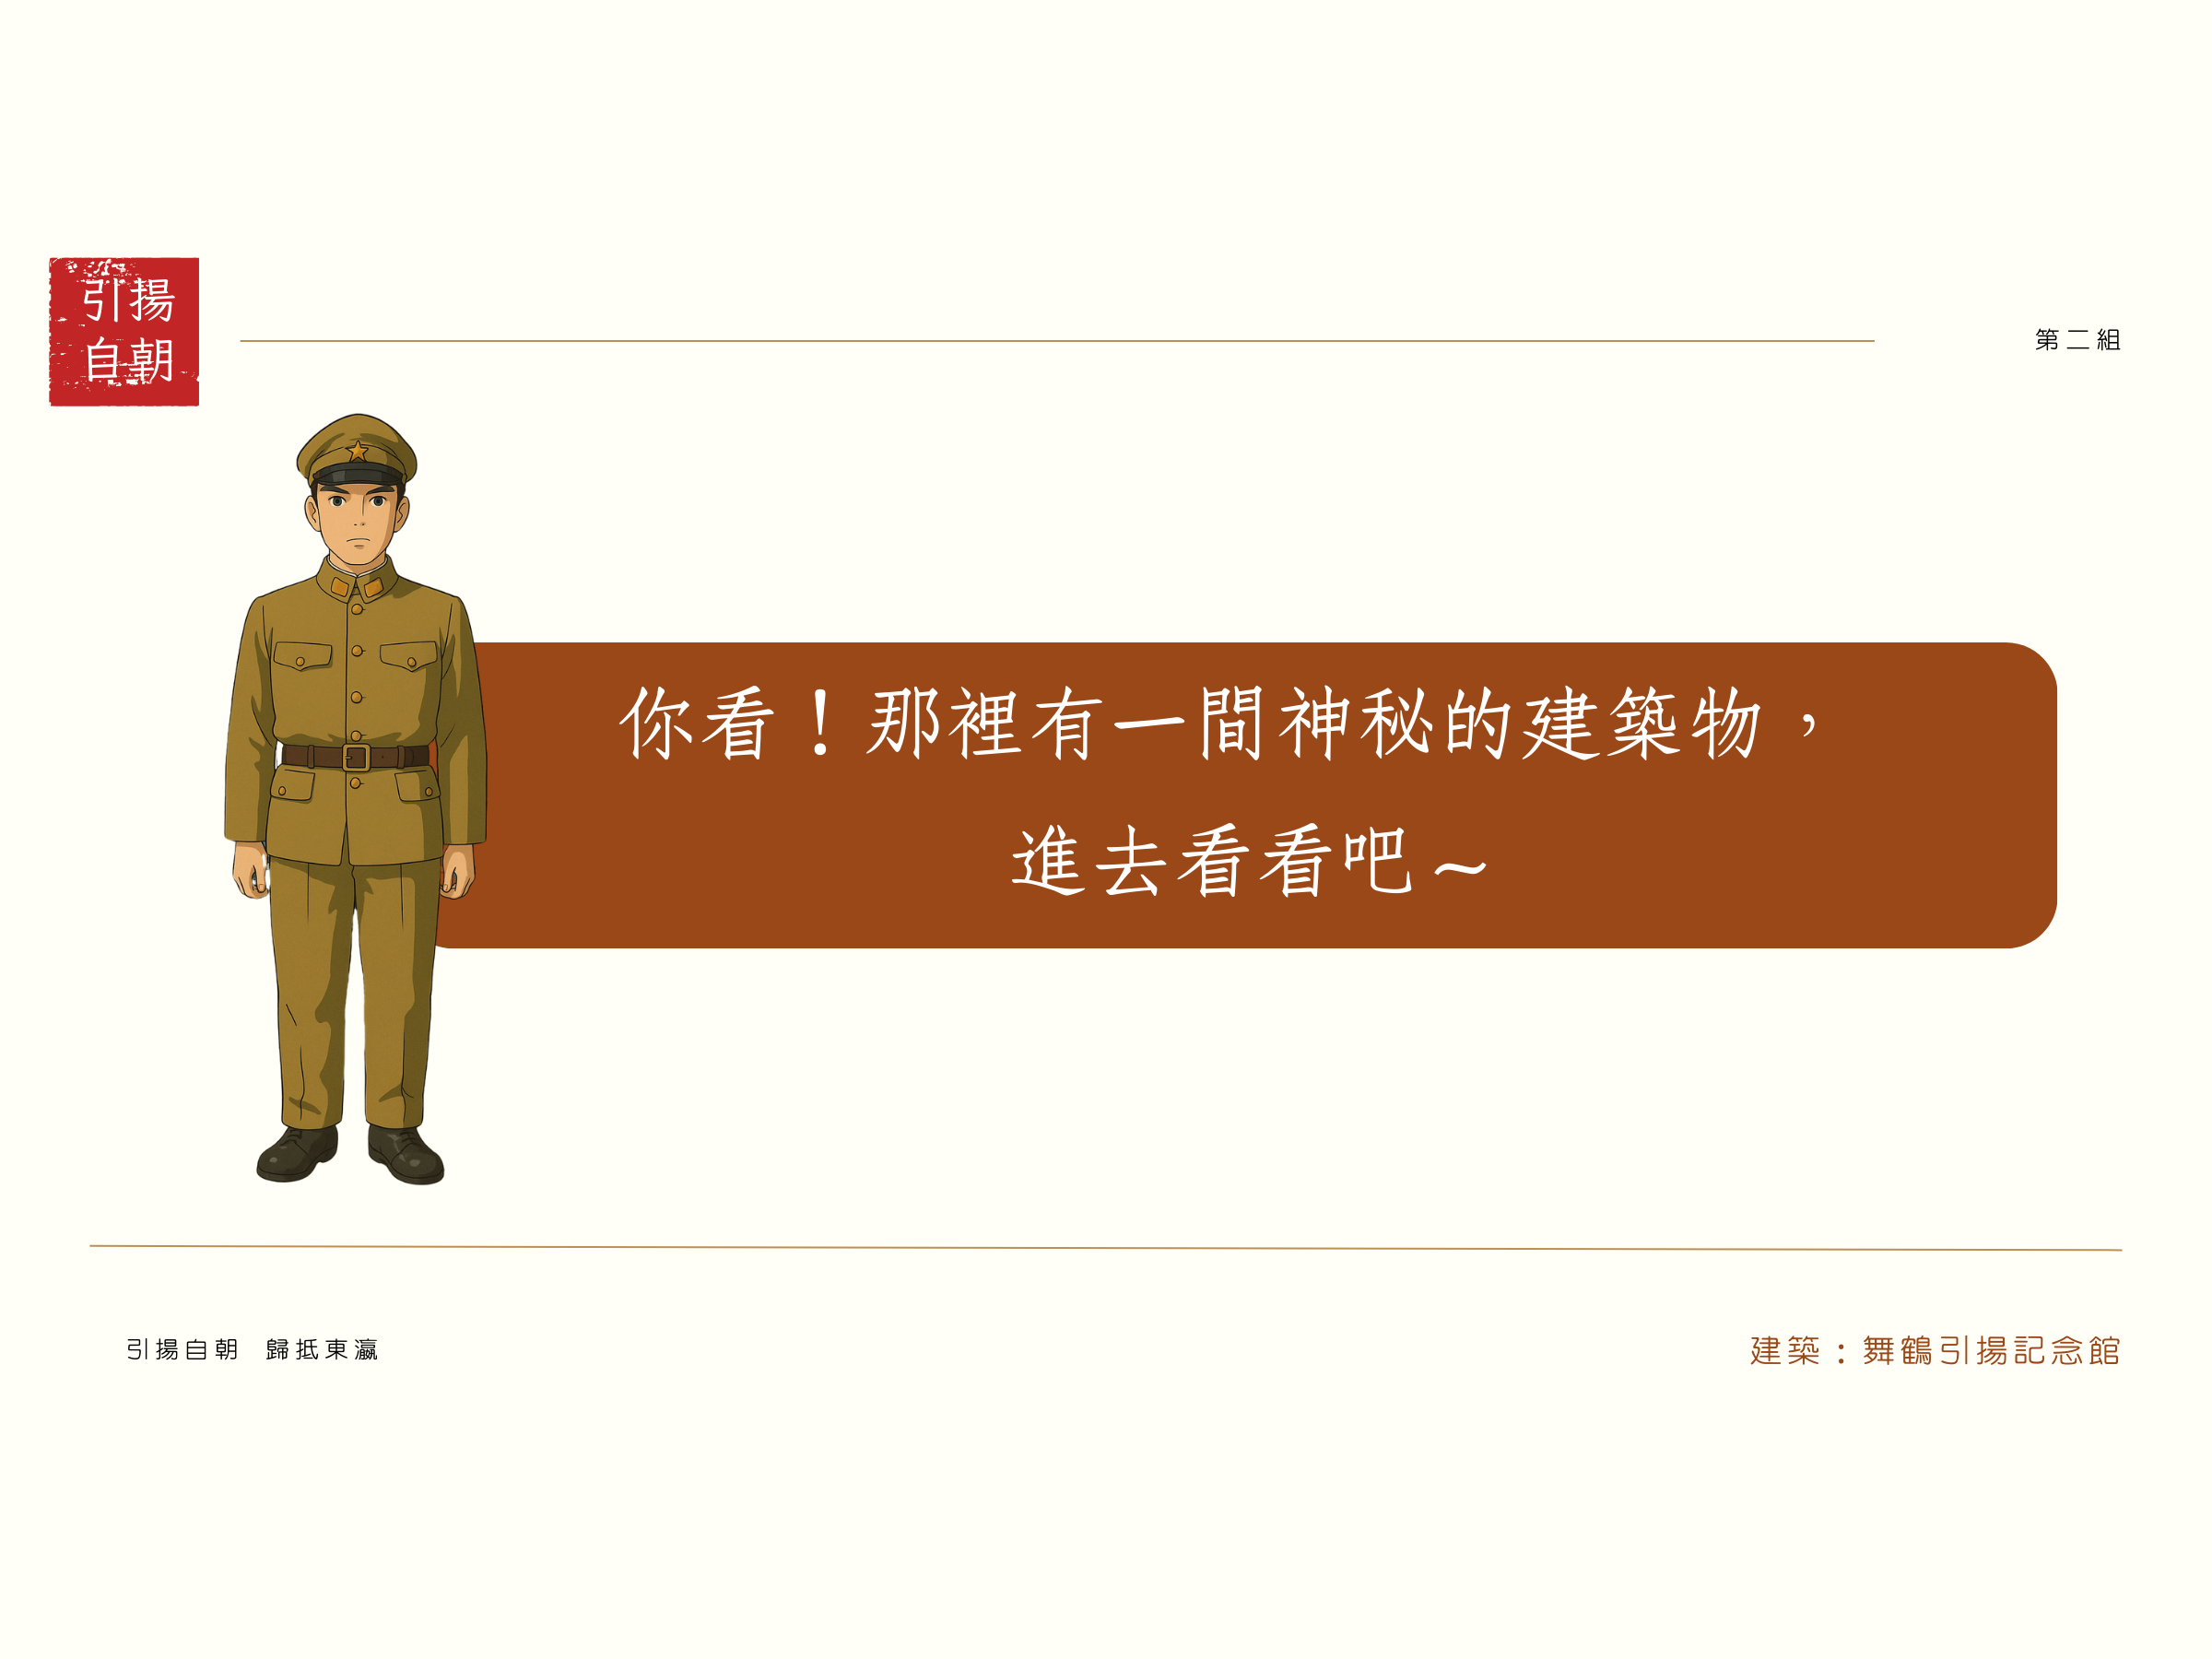 引揚
自朝
第二組
你看！那裡有一間神秘的建築物，
進去看看吧~
引揚自朝　歸抵東瀛
建築：舞鶴引揚記念館